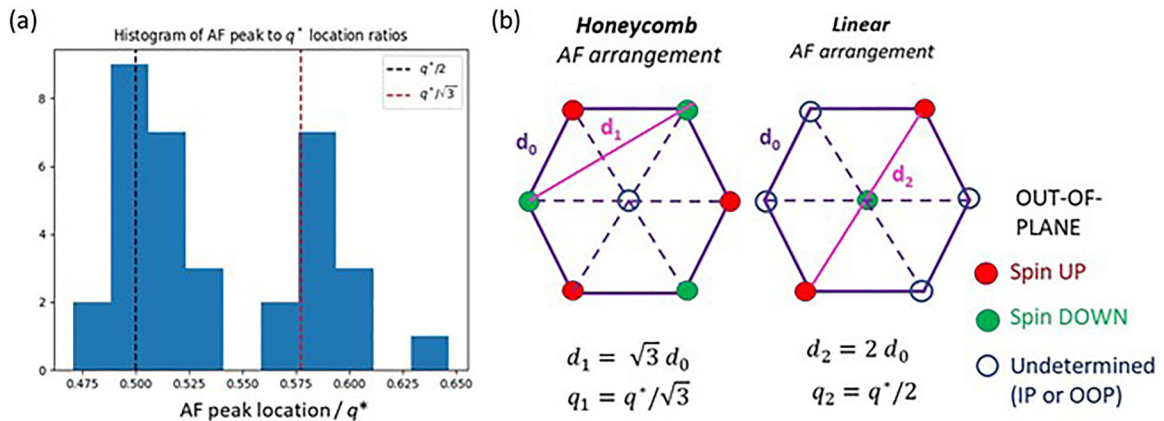 (a)
Histogram of AF peak to q* location ratios
q*/2
q*/√3
8
6
4
2
0
0.475 0.500 0.525 0.550 0.575 0.600 0.625 0.650
AF peak location / q*
(b)
Honeycomb
AF arrangement
d₀
d₁
d₁ = √3 d₀
q₁ = q*/√3
Linear
AF arrangement
d₀
d₂
d₂ = 2 d₀
q₂ = q*/2
OUT-OF-
PLANE
Spin UP
Spin DOWN
Undetermined
(IP or OOP)